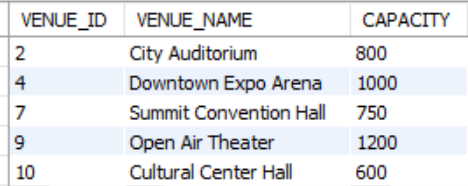 VENUE_ID VENUE_NAME CAPACITY
2 City Auditorium 800
4 Downtown Expo Arena 1000
7 Summit Convention Hall 750
9 Open Air Theater 1200
10 Cultural Center Hall 600